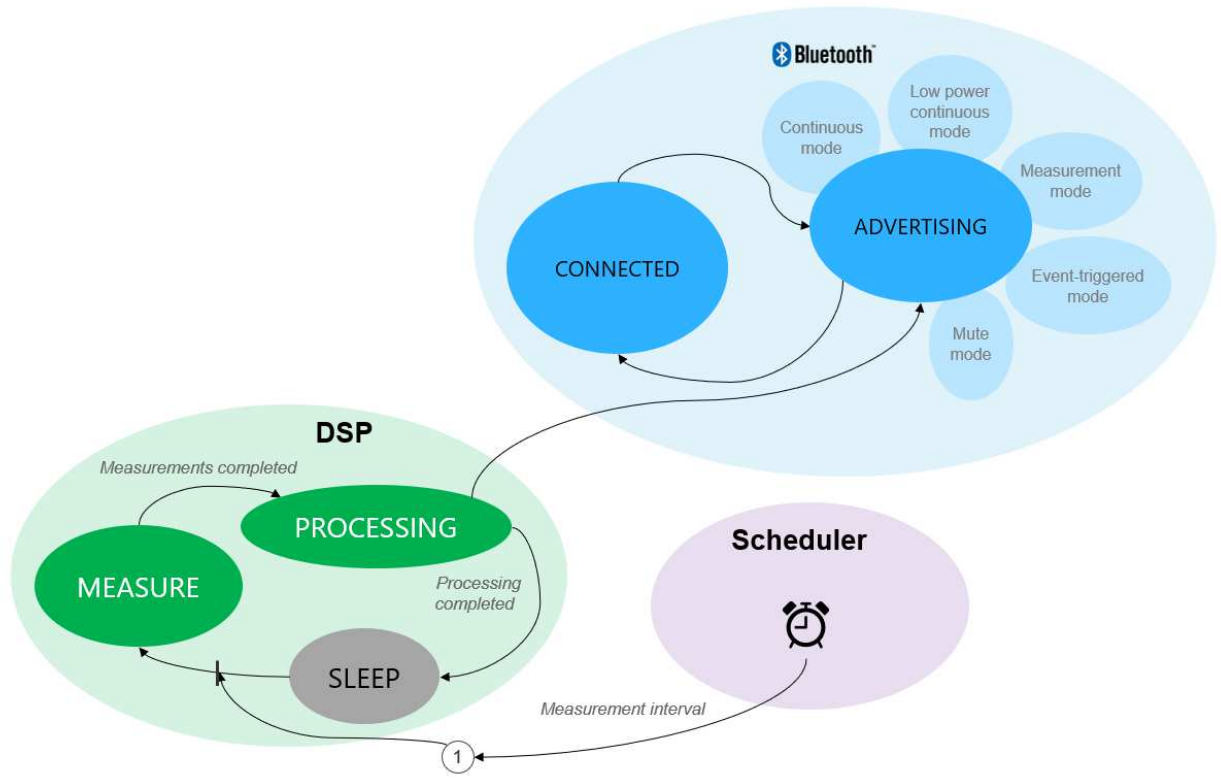 Bluetooth™
Low power
continuous
mode
Continuous
mode
Measurement
mode
ADVERTISING
CONNECTED
Event-triggered
mode
Mute
mode
DSP
Measurements completed
PROCESSING
Scheduler
MEASURE
Processing
completed
SLEEP
Measurement interval
1